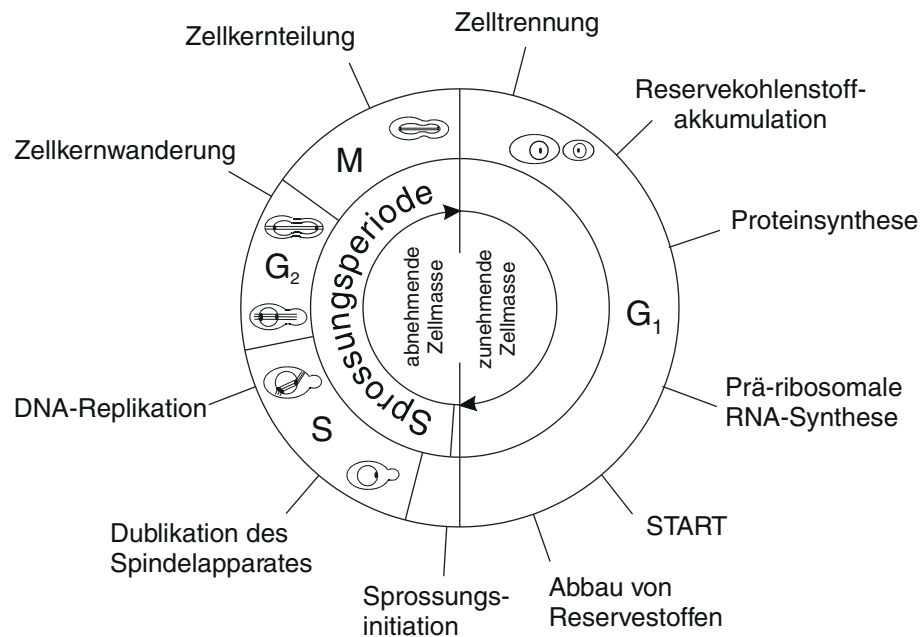 Zellkernteilung
Zelltrennung
Reservekohlenstoff-
akkumulation
Zellkernwanderung
Proteinsynthese
M
G₂
G₁
S
Sprossungsperiode
abnehmende
Zellmasse
zunehmende
Zellmasse
Prä-ribosomale
RNA-Synthese
DNA-Replikation
START
Dublikation des
Spindelapparates
Abbau von
Reservestoffen
Sprossungs-
initiation